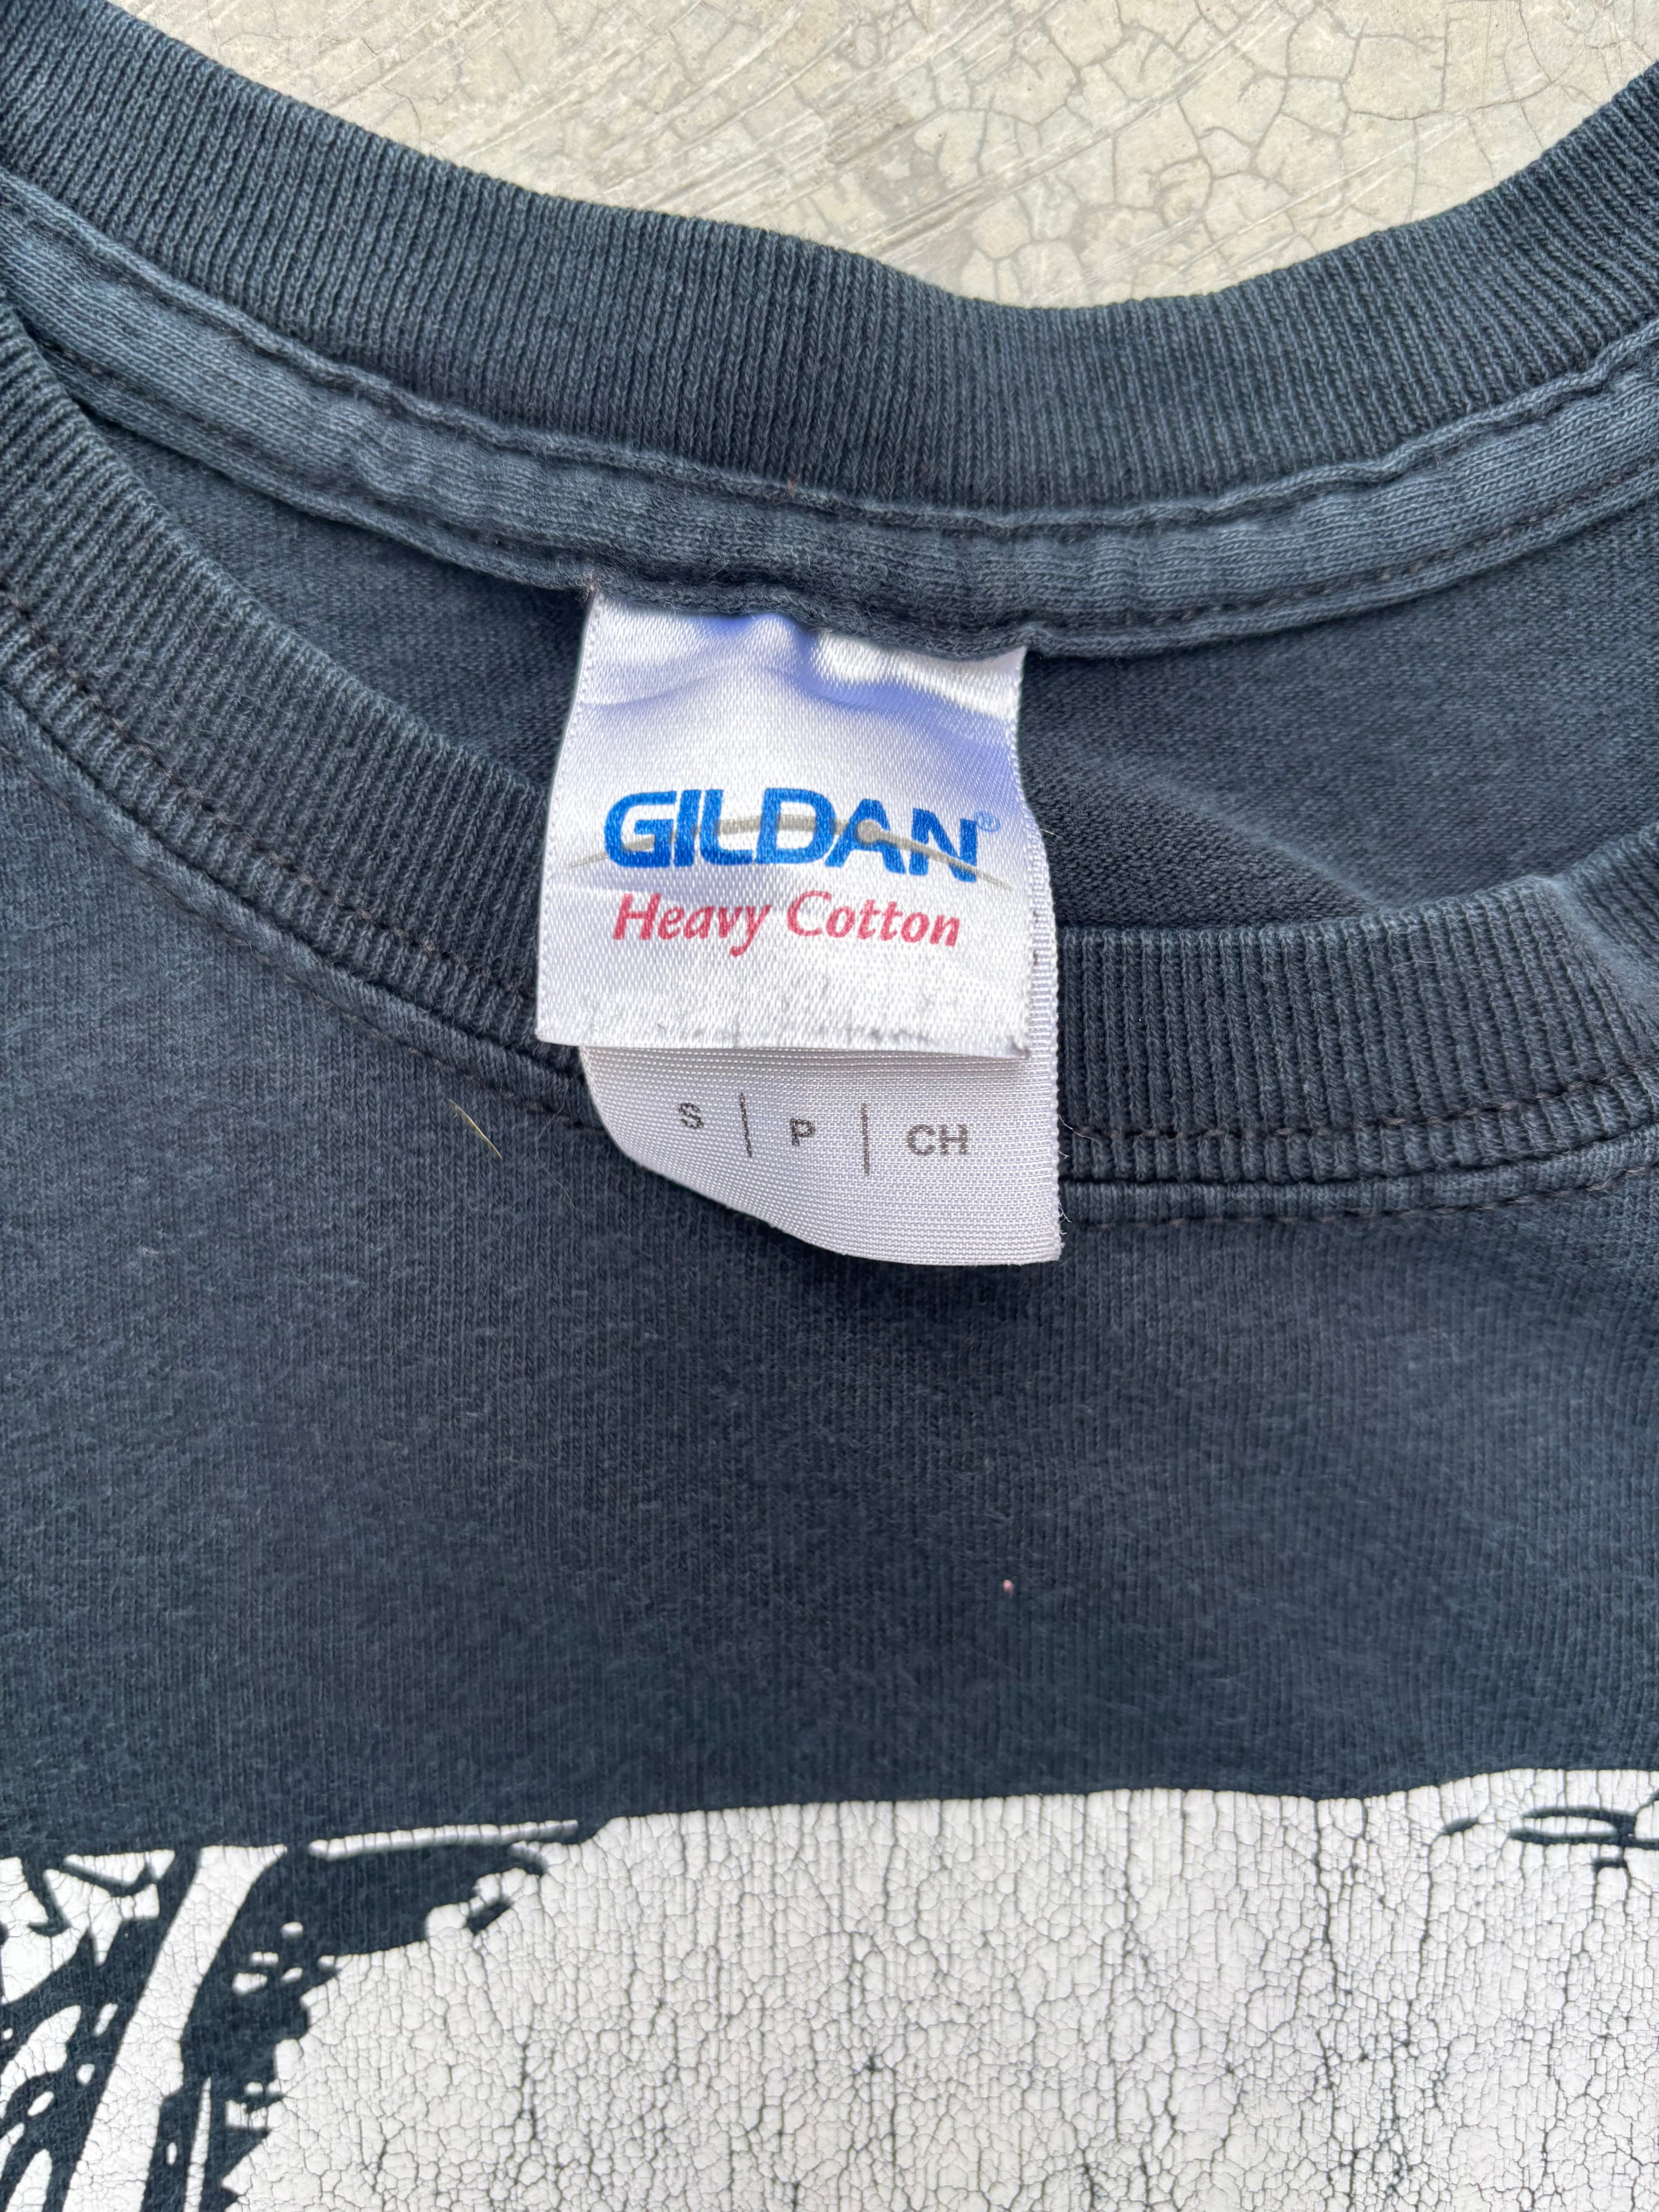 GILDAN®
Heavy Cotton
S | P | CH